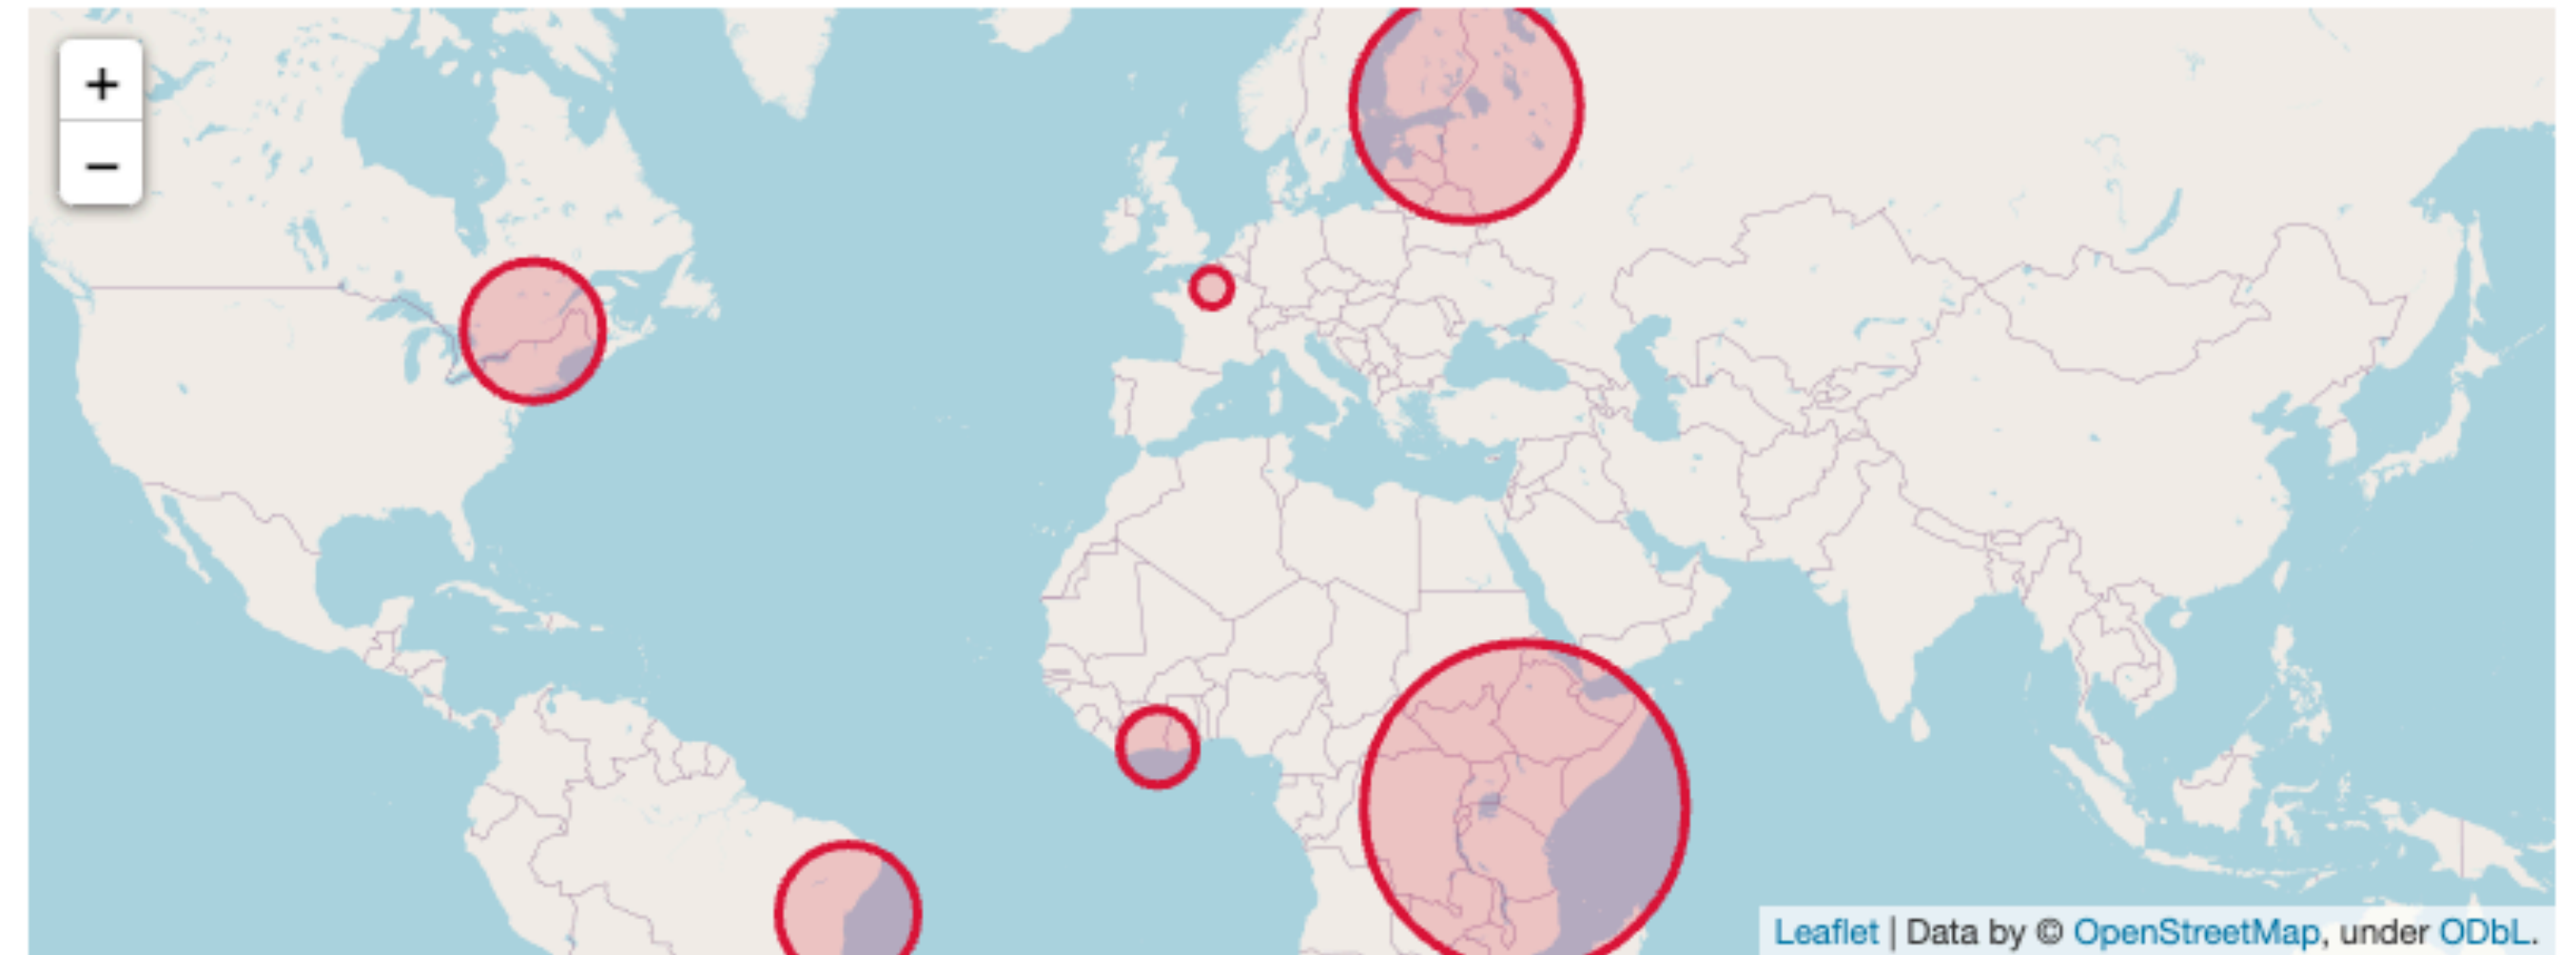 +
−
Leaflet | Data by © OpenStreetMap, under ODbL.